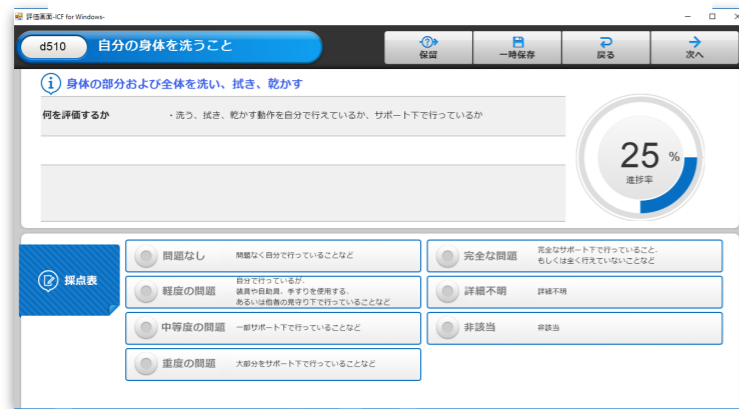 評価画面-ICF for Windows-
d510 自分の身体を洗うこと
保留 一時保存 戻る 次へ
身体の部分および全体を洗い、拭き、乾かす
何を評価するか ・洗う、拭き、乾かす動作を自分で行えているか、サポート下で行っているか
25 %
進捗率
採点表
問題なし 問題なく自分で行っていることなど
軽度の問題 自分で行っているが、
装具や自助具、手すりを使用する、
あるいは他者の見守り下で行っていることなど
中等度の問題 一部サポート下で行っていることなど
重度の問題 大部分をサポート下で行っていることなど
完全な問題 完全なサポート下で行っていること、
もしくは全く行えていないことなど
詳細不明 詳細不明
非該当 非該当